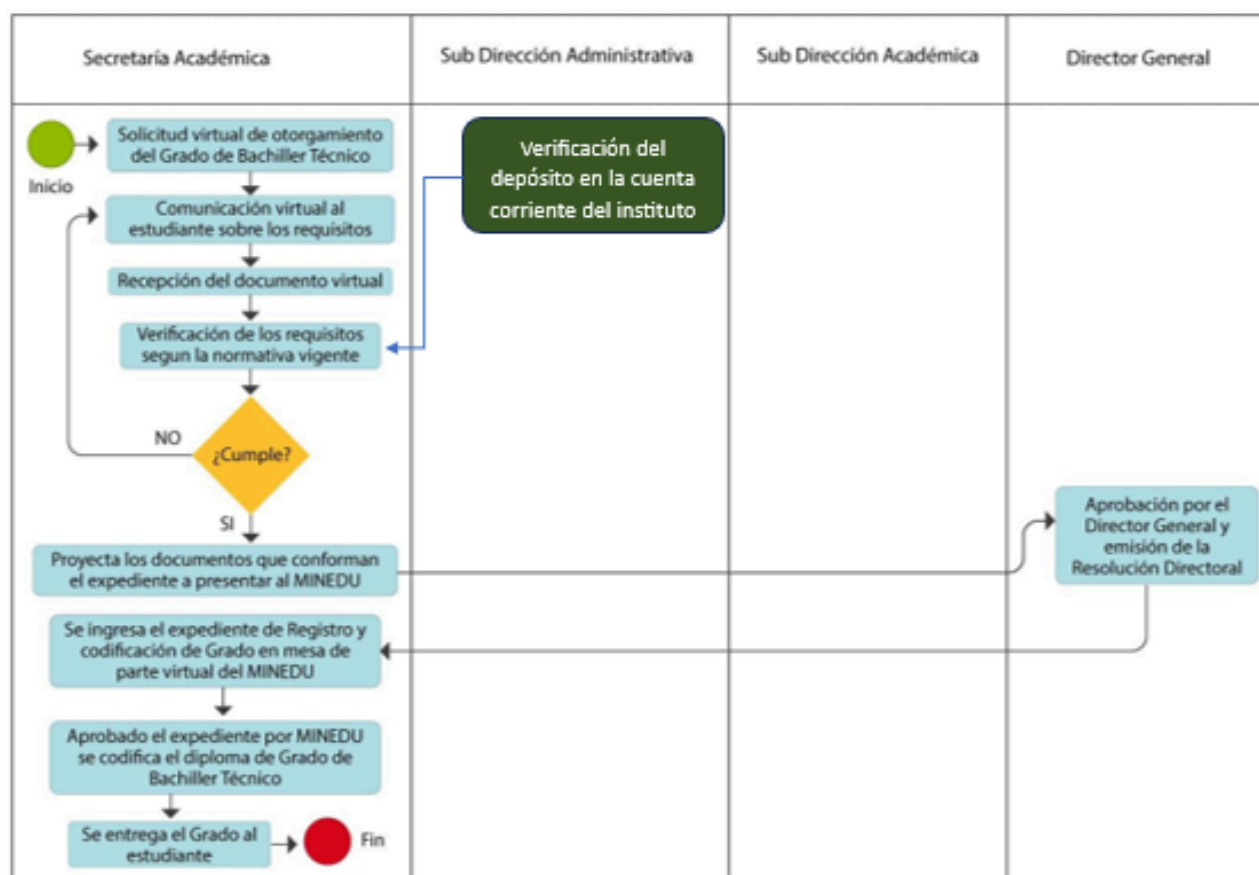 Secretaría Académica
Sub Dirección Administrativa
Sub Dirección Académica
Director General
Inicio
Solicitud virtual de otorgamiento
del Grado de Bachiller Técnico
Verificación del
depósito en la cuenta
corriente del instituto
Comunicación virtual al
estudiante sobre los requisitos
Recepción del documento virtual
Verificación de los requisitos
segun la normativa vigente
NO
¿Cumple?
SI
Proyecta los documentos que conforman
el expediente a presentar al MINEDU
Aprobación por el
Director General y
emisión de la
Resolución Directoral
Se ingresa el expediente de Registro y
codificación de Grado en mesa de
parte virtual del MINEDU
Aprobado el expediente por MINEDU
se codifica el diploma de Grado de
Bachiller Técnico
Se entrega el Grado al
estudiante
Fin